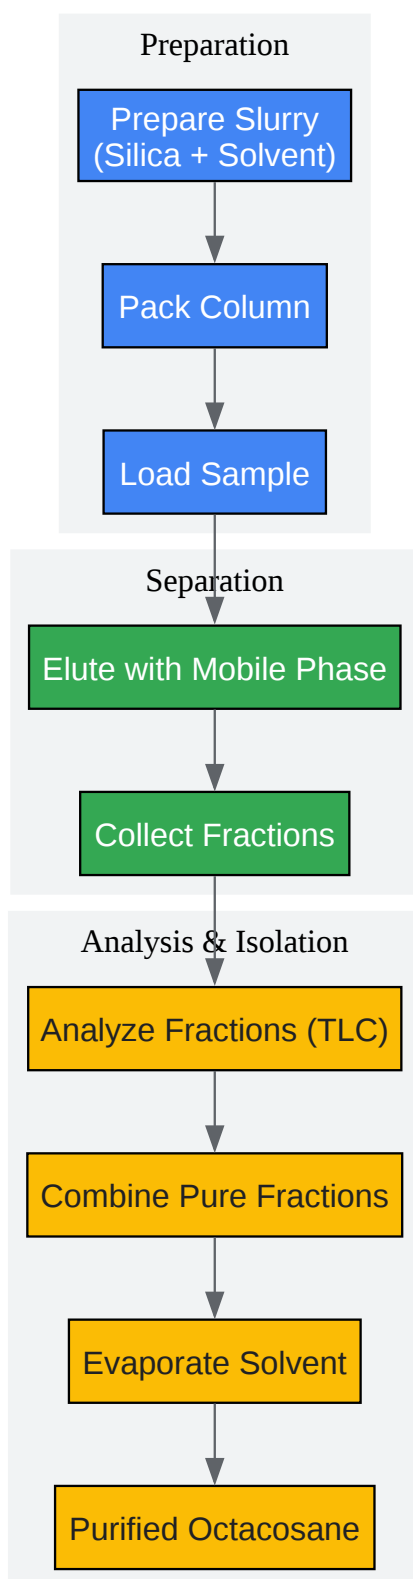 Preparation
Prepare Slurry
(Silica + Solvent)
Pack Column
Load Sample
Separation
Elute with Mobile Phase
Collect Fractions
Analysis & Isolation
Analyze Fractions (TLC)
Combine Pure Fractions
Evaporate Solvent
Purified Octacosane